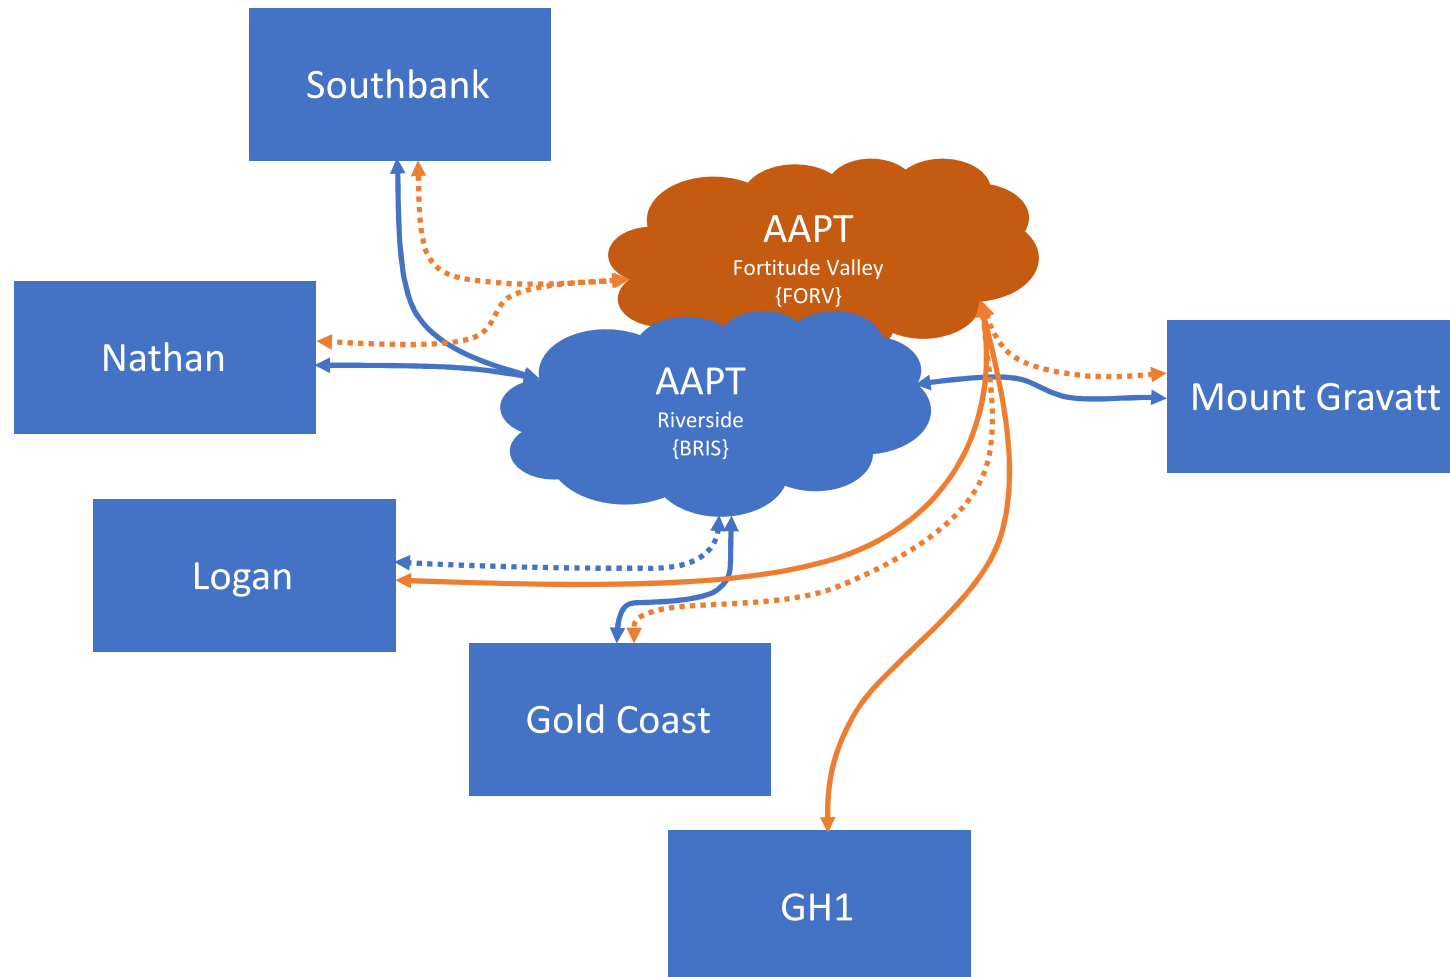 Southbank
AAPT
Fortitude Valley
{FORV}
Nathan
AAPT
Riverside
{BRIS}
Mount Gravatt
Logan
Gold Coast
GH1